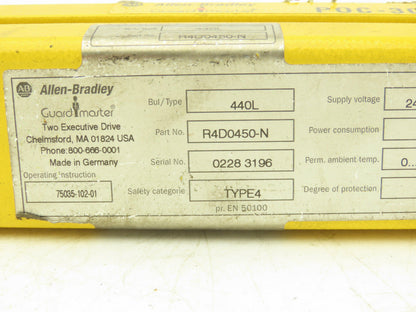 440L
R4D0450-N
AB Allen-Bradley
Guardmaster
Two Executive Drive
Chelmsford, MA 01824 USA
Phone:800-666-0001
Made in Germany
Operating instruction
75035-102-01
Bul/Type 440L
Part No. R4D0450-N
Serial No. 0228 3196
Safety categorie TYPE4
pr. EN 50100
Supply voltage 24
Power consumption
Perm. ambient temp. 0...
Degree of protection